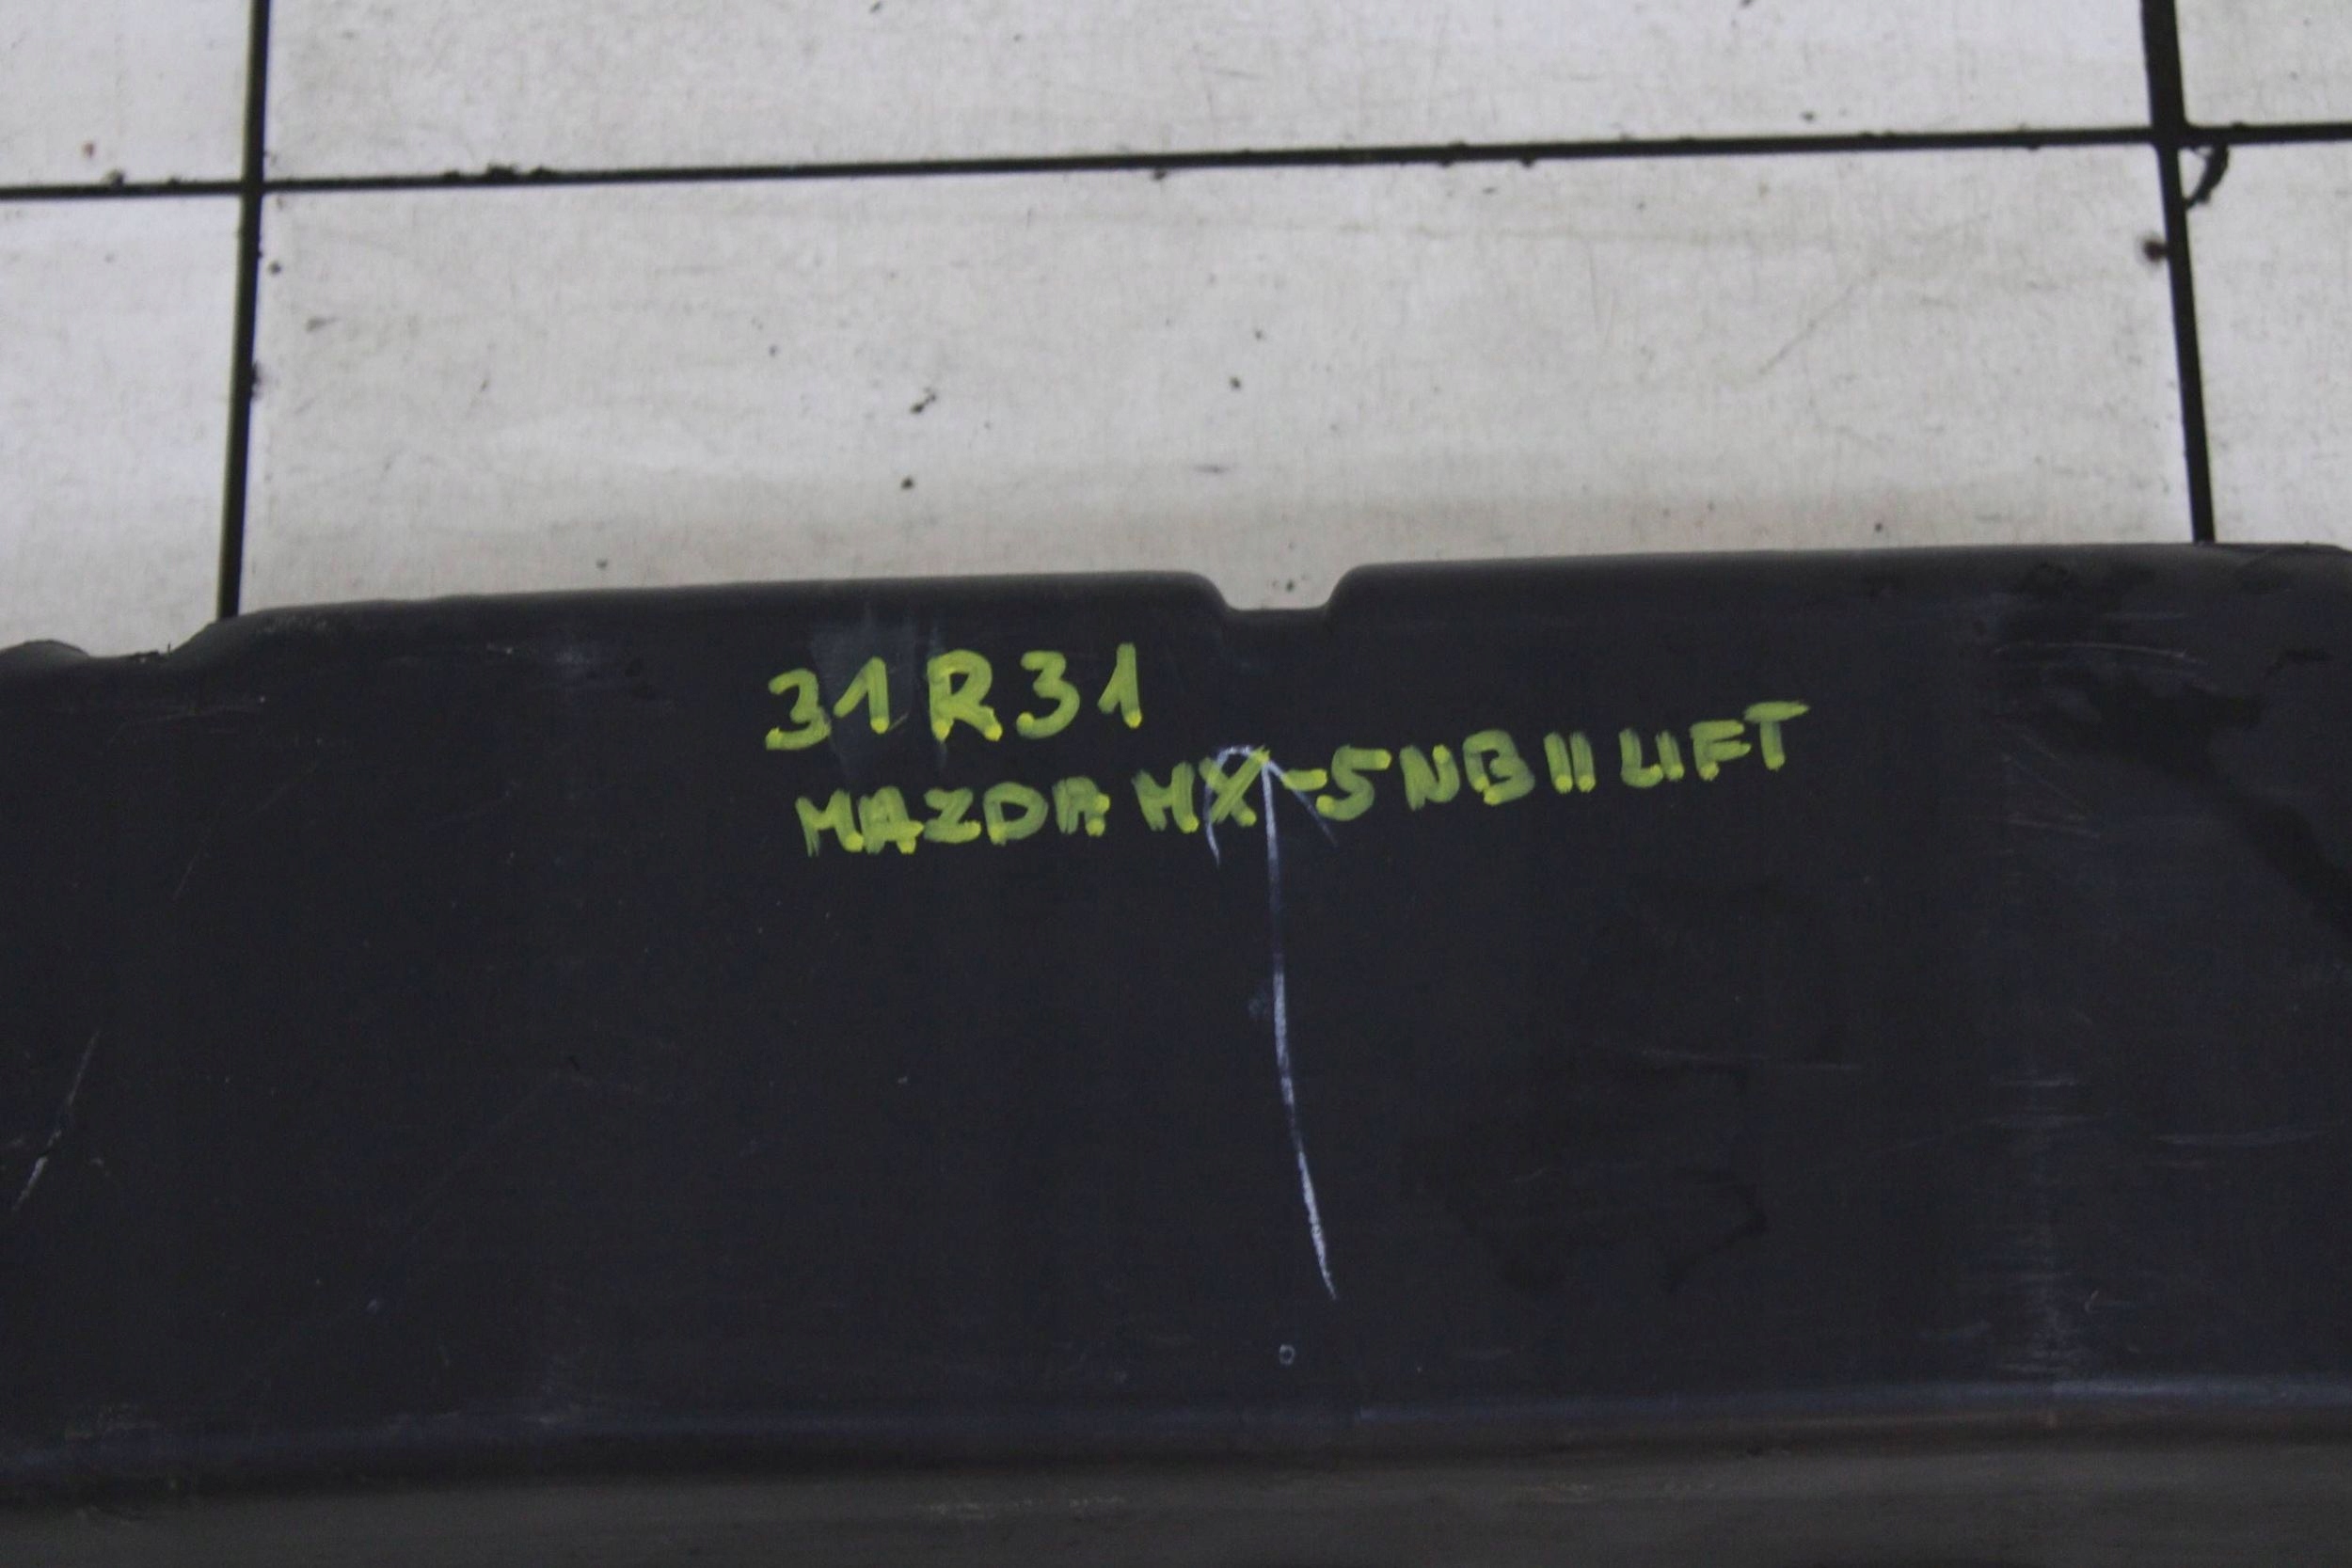 31R31
MAZDA MX-5 NB II LIFT